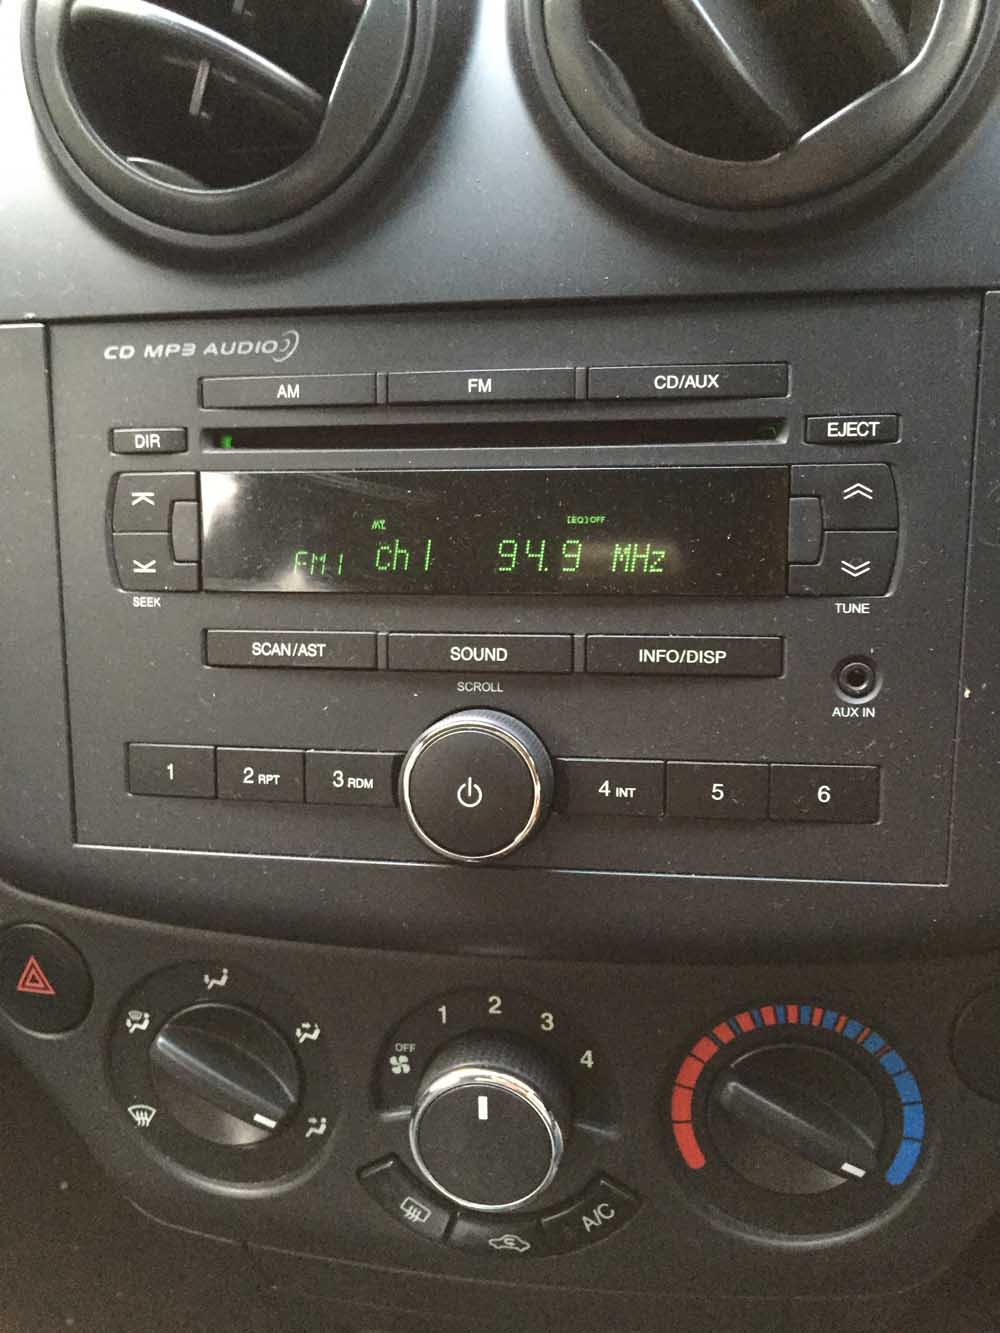 CD MP3 AUDIO
AM FM CD/AUX
DIR EJECT
[EQ]OFF
FM1 ch1 94.9 MHz
SEEK TUNE
SCAN/AST SOUND INFO/DISP
SCROLL
AUX IN
1 2 RPT 3 RDM 4 INT 5 6
OFF 1 2 3 4
A/C